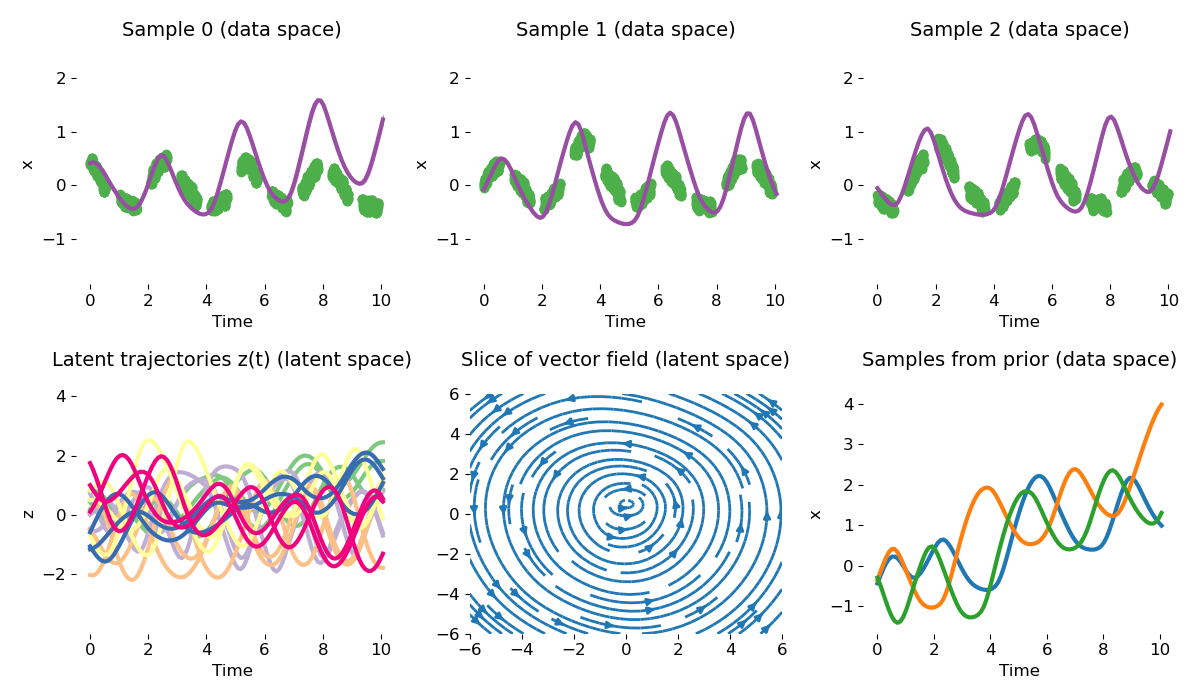 Sample 0 (data space)
Sample 1 (data space)
Sample 2 (data space)
2
1
0
−1
x
0 2 4 6 8 10
Time
2
1
0
−1
x
0 2 4 6 8 10
Time
2
1
0
−1
x
0 2 4 6 8 10
Time
Latent trajectories z(t) (latent space)
Slice of vector field (latent space)
Samples from prior (data space)
4
2
0
−2
z
0 2 4 6 8 10
Time
6
4
2
0
−2
−4
−6
−6 −4 −2 0 2 4 6
4
3
2
1
0
−1
x
0 2 4 6 8 10
Time